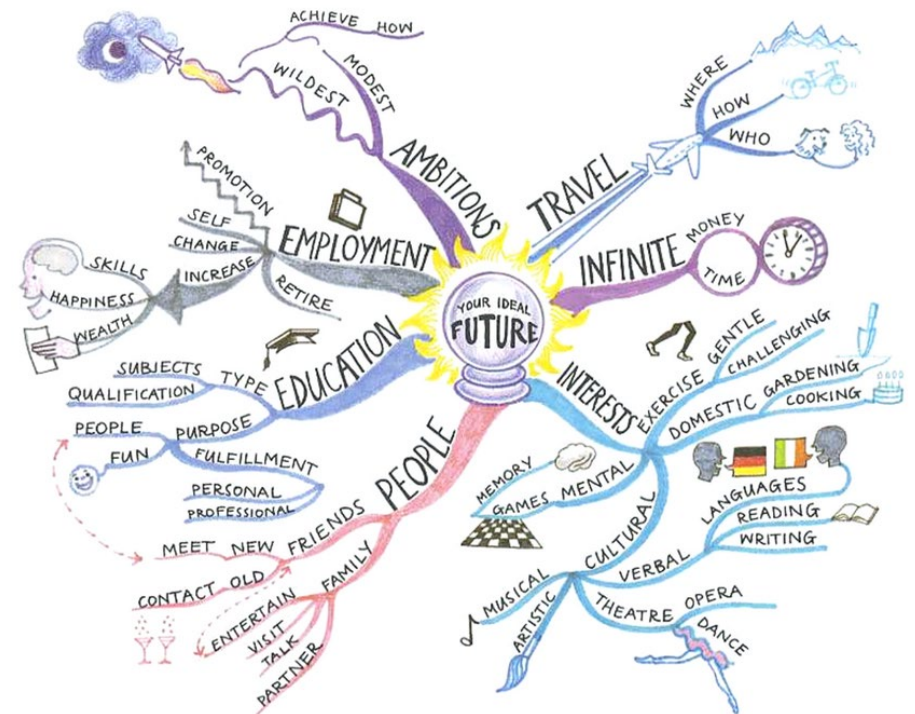 YOUR IDEAL
FUTURE
AMBITIONS
MODEST
WILDEST
ACHIEVE HOW
TRAVEL
WHERE
HOW
WHO
INFINITE
MONEY
TIME
INTERESTS
EXERCISE
GENTLE
CHALLENGING
DOMESTIC
GARDENING
COOKING
MENTAL
MEMORY
GAMES
CULTURAL
VERBAL
LANGUAGES
READING
WRITING
THEATRE
OPERA
DANCE
ARTISTIC
MUSICAL
PEOPLE
FRIENDS
NEW
MEET
OLD
CONTACT
FAMILY
ENTERTAIN
VISIT
TALK
PARTNER
EDUCATION
TYPE
SUBJECTS
QUALIFICATION
PURPOSE
PEOPLE
FUN
FULFILLMENT
PERSONAL
PROFESSIONAL
EMPLOYMENT
PROMOTION
SELF
CHANGE
INCREASE
SKILLS
HAPPINESS
WEALTH
RETIRE